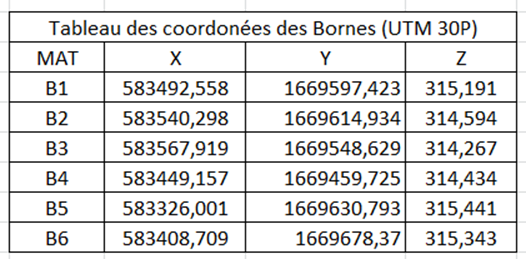 Tableau des coordonées des Bornes (UTM 30P)
MAT X Y Z
B1 583492,558 1669597,423 315,191
B2 583540,298 1669614,934 314,594
B3 583567,919 1669548,629 314,267
B4 583449,157 1669459,725 314,434
B5 583326,001 1669630,793 315,441
B6 583408,709 1669678,37 315,343